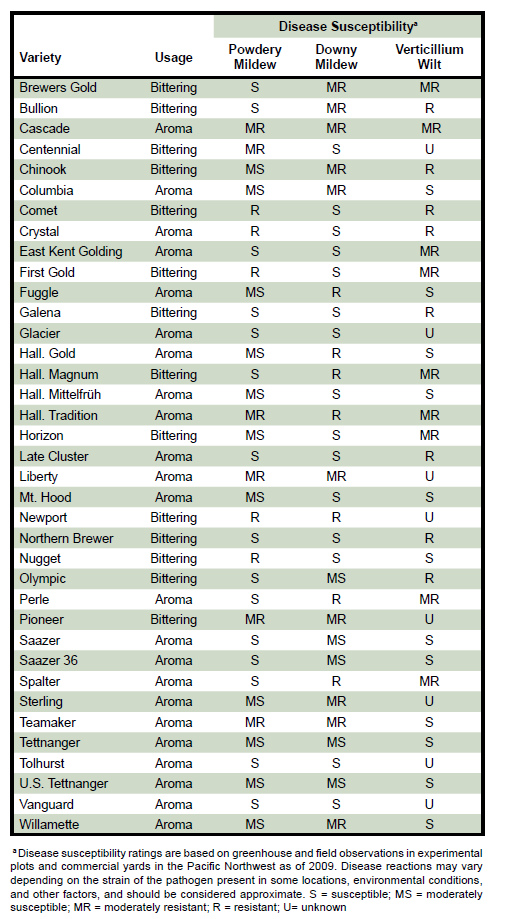 Disease Susceptibilityᵃ
Variety Usage Powdery Mildew Downy Mildew Verticillium Wilt
Brewers Gold Bittering S MR MR
Bullion Bittering S MR R
Cascade Aroma MR MR MR
Centennial Bittering MR S U
Chinook Bittering MS MR R
Columbia Aroma MS MR S
Comet Bittering R S R
Crystal Aroma R S R
East Kent Golding Aroma S S MR
First Gold Bittering R S MR
Fuggle Aroma MS R S
Galena Bittering S S R
Glacier Aroma S S U
Hall. Gold Aroma MS R S
Hall. Magnum Bittering S R MR
Hall. Mittelfrüh Aroma MS S S
Hall. Tradition Aroma MR R MR
Horizon Bittering MS S MR
Late Cluster Aroma S S R
Liberty Aroma MR MR U
Mt. Hood Aroma MS S S
Newport Bittering R R U
Northern Brewer Bittering S S R
Nugget Bittering R S S
Olympic Bittering S MS R
Perle Aroma S R MR
Pioneer Bittering MR MR U
Saazer Aroma S MS S
Saazer 36 Aroma S MS S
Spalter Aroma S R MR
Sterling Aroma MS MR U
Teamaker Aroma MR MR S
Tettnanger Aroma MS MS S
Tolhurst Aroma S S U
U.S. Tettnanger Aroma MS MS S
Vanguard Aroma S S U
Willamette Aroma MS MR S
ᵃ Disease susceptibility ratings are based on greenhouse and field observations in experimental
plots and commercial yards in the Pacific Northwest as of 2009. Disease reactions may vary
depending on the strain of the pathogen present in some locations, environmental conditions,
and other factors, and should be considered approximate. S = susceptible; MS = moderately
susceptible; MR = moderately resistant; R = resistant; U= unknown